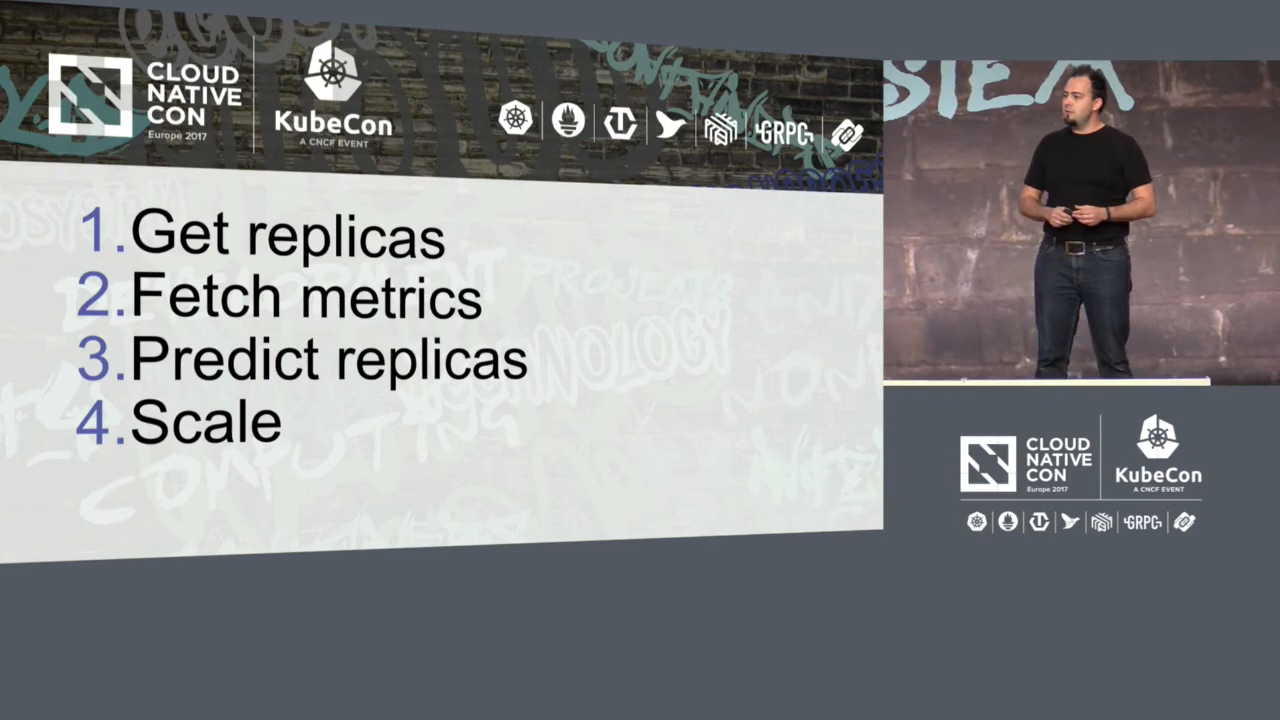 CLOUD
NATIVE
CON
Europe 2017
KubeCon
A CNCF EVENT
GRPC
1. Get replicas
2. Fetch metrics
3. Predict replicas
4. Scale
STEM
CLOUD
NATIVE
CON
Europe 2017
KubeCon
A CNCF EVENT
GRPC